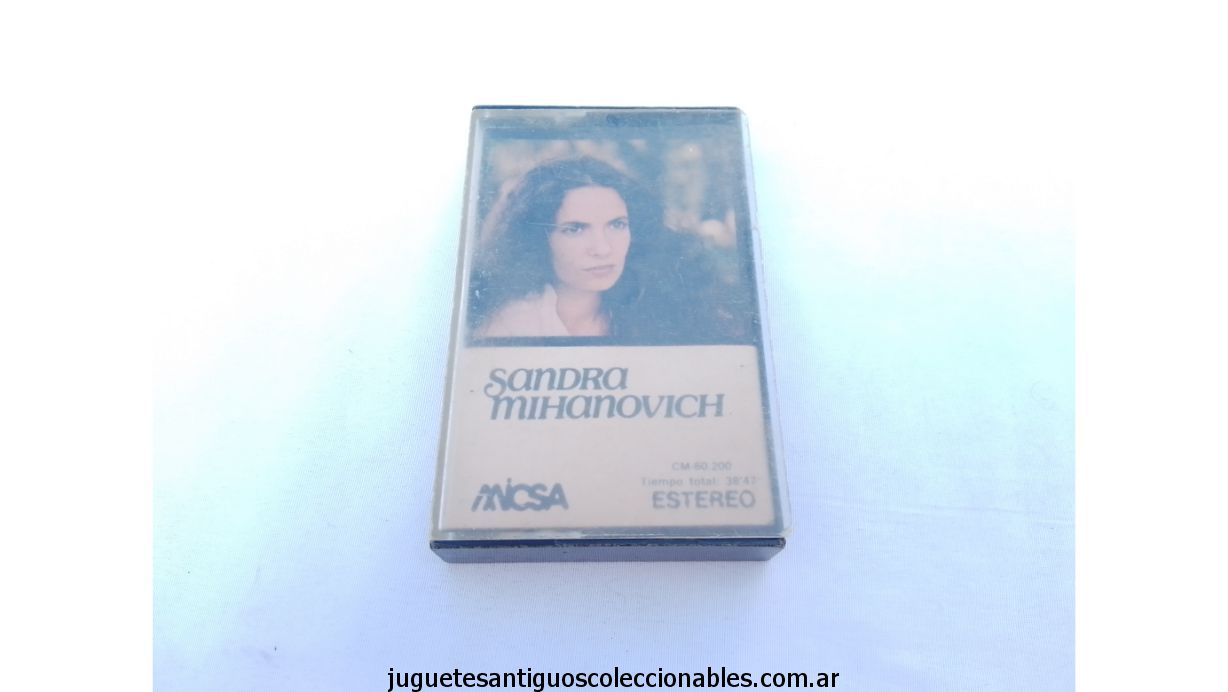 Sandra
Mihanovich
CM-60.200
Tiempo total: 38'47
MICSA
ESTEREO
juguetesantiguoscoleccionables.com.ar